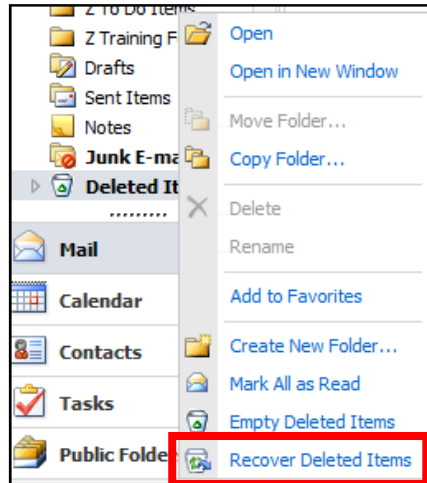 Z To Do Items
Z Training F
Drafts
Sent Items
Notes
Junk E-ma
Deleted It
Mail
Calendar
Contacts
Tasks
Public Folde
Open
Open in New Window
Move Folder...
Copy Folder...
Delete
Rename
Add to Favorites
Create New Folder...
Mark All as Read
Empty Deleted Items
Recover Deleted Items